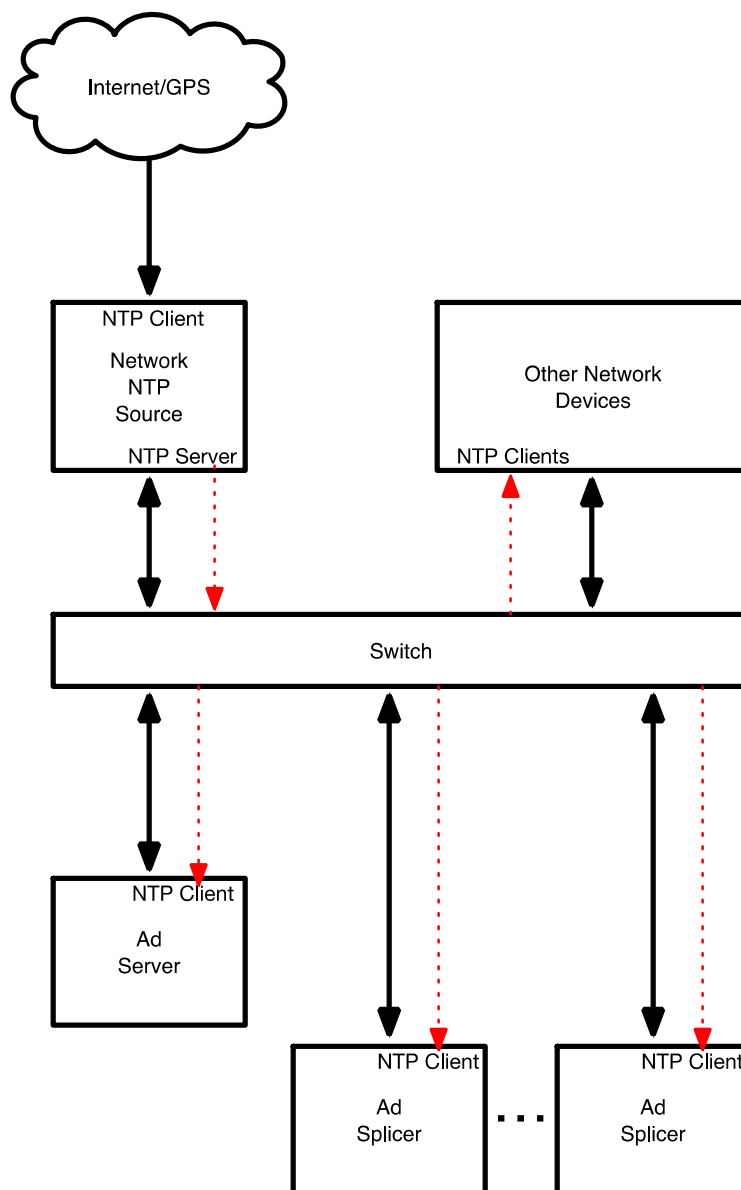 Internet/GPS
NTP Client
Network
NTP
Source
NTP Server
Other Network
Devices
NTP Clients
Switch
NTP Client
Ad
Server
NTP Client
Ad
Splicer
NTP Client
Ad
Splicer